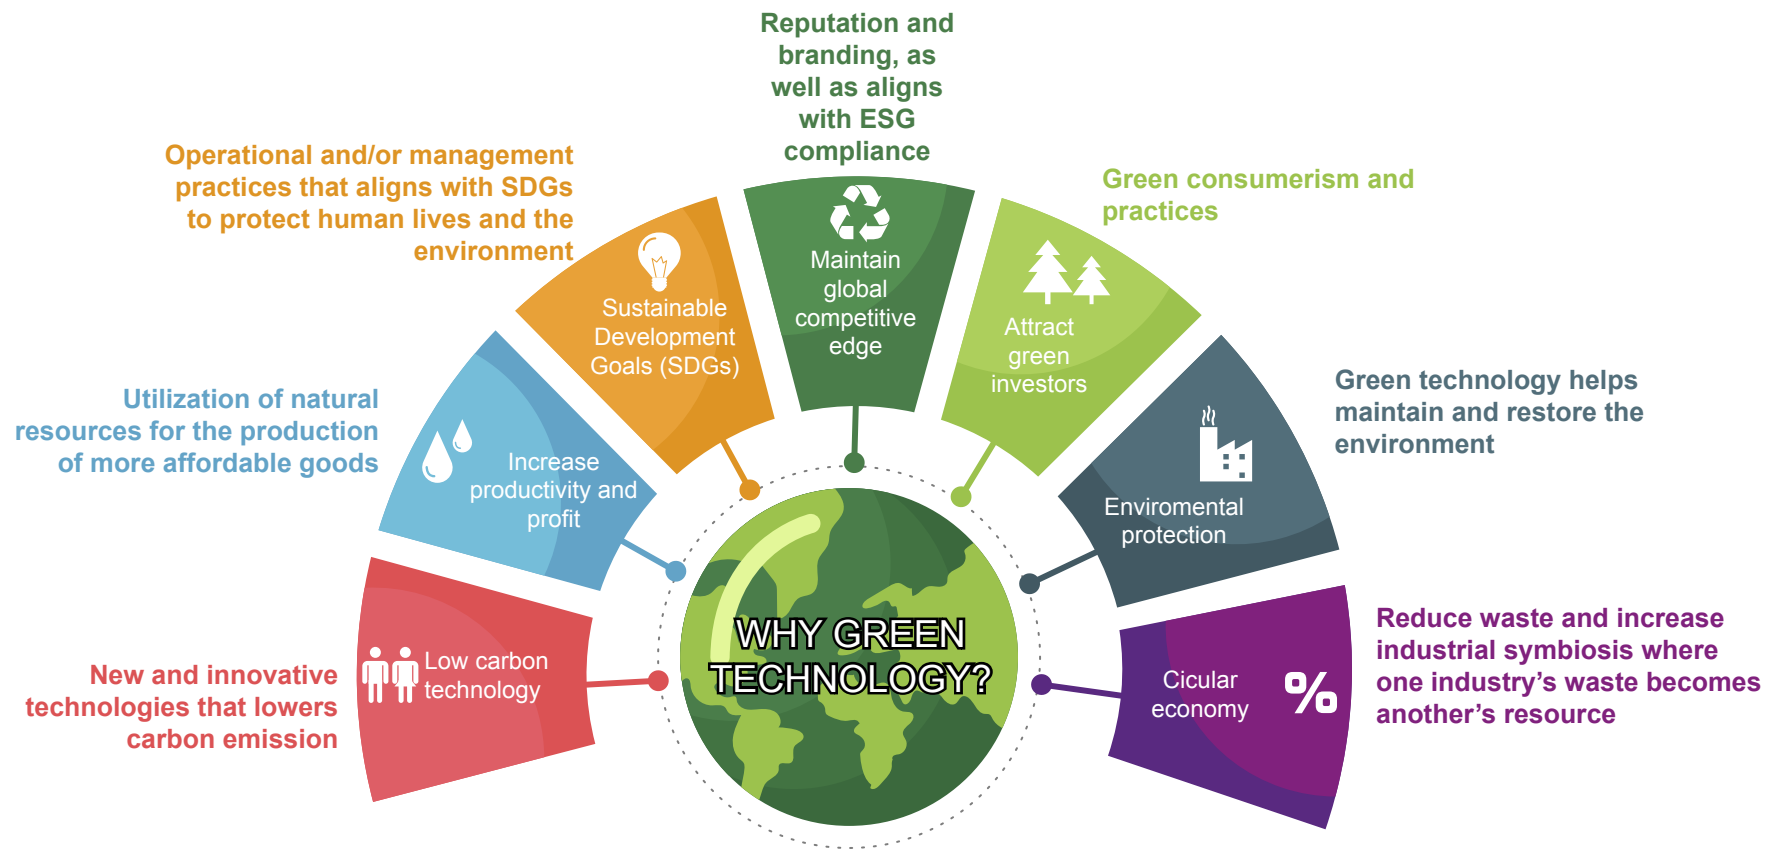 Reputation and
branding, as
well as aligns
with ESG
compliance
Operational and/or management
practices that aligns with SDGs
to protect human lives and the
environment
Green consumerism and
practices
Maintain
global
competitive
edge
Sustainable
Development
Goals (SDGs)
Attract
green
investors
Utilization of natural
resources for the production
of more affordable goods
Increase
productivity and
profit
Green technology helps
maintain and restore the
environment
Enviromental
protection
New and innovative
technologies that lowers
carbon emission
Low carbon
technology
WHY GREEN
TECHNOLOGY?
Cicular
economy
%
Reduce waste and increase
industrial symbiosis where
one industry’s waste becomes
another’s resource